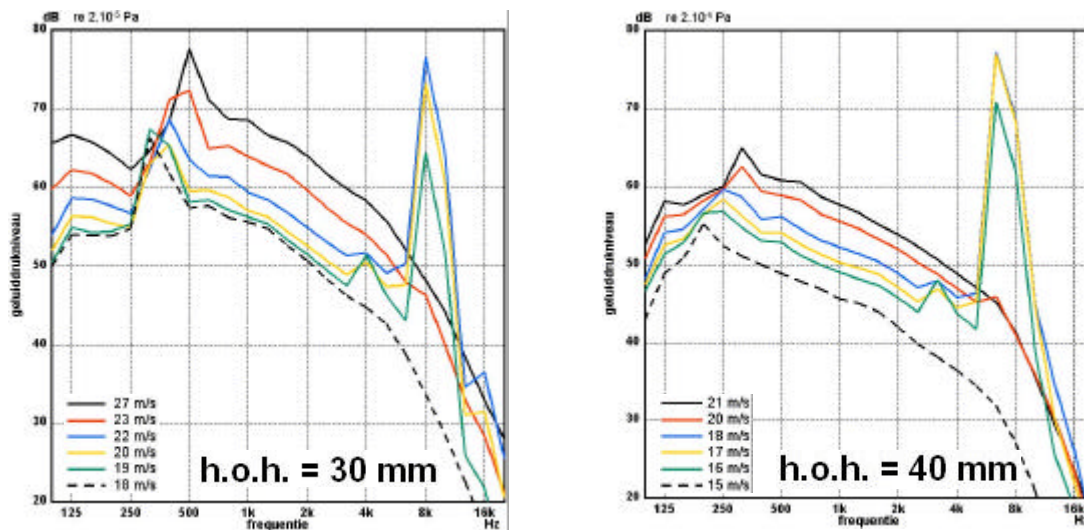 dB re 2.10⁻⁵ Pa
80
70
60
50
40
30
20
geluiddrukniveau
27 m/s
23 m/s
22 m/s
20 m/s
19 m/s
18 m/s
h.o.h. = 30 mm
125 250 500 1k 2k 4k 8k 16k
frequentie Hz
dB re 2.10⁻⁵ Pa
80
70
60
50
40
30
20
geluiddrukniveau
21 m/s
20 m/s
18 m/s
17 m/s
16 m/s
15 m/s
h.o.h. = 40 mm
125 250 500 1k 2k 4k 8k 16k
frequentie Hz